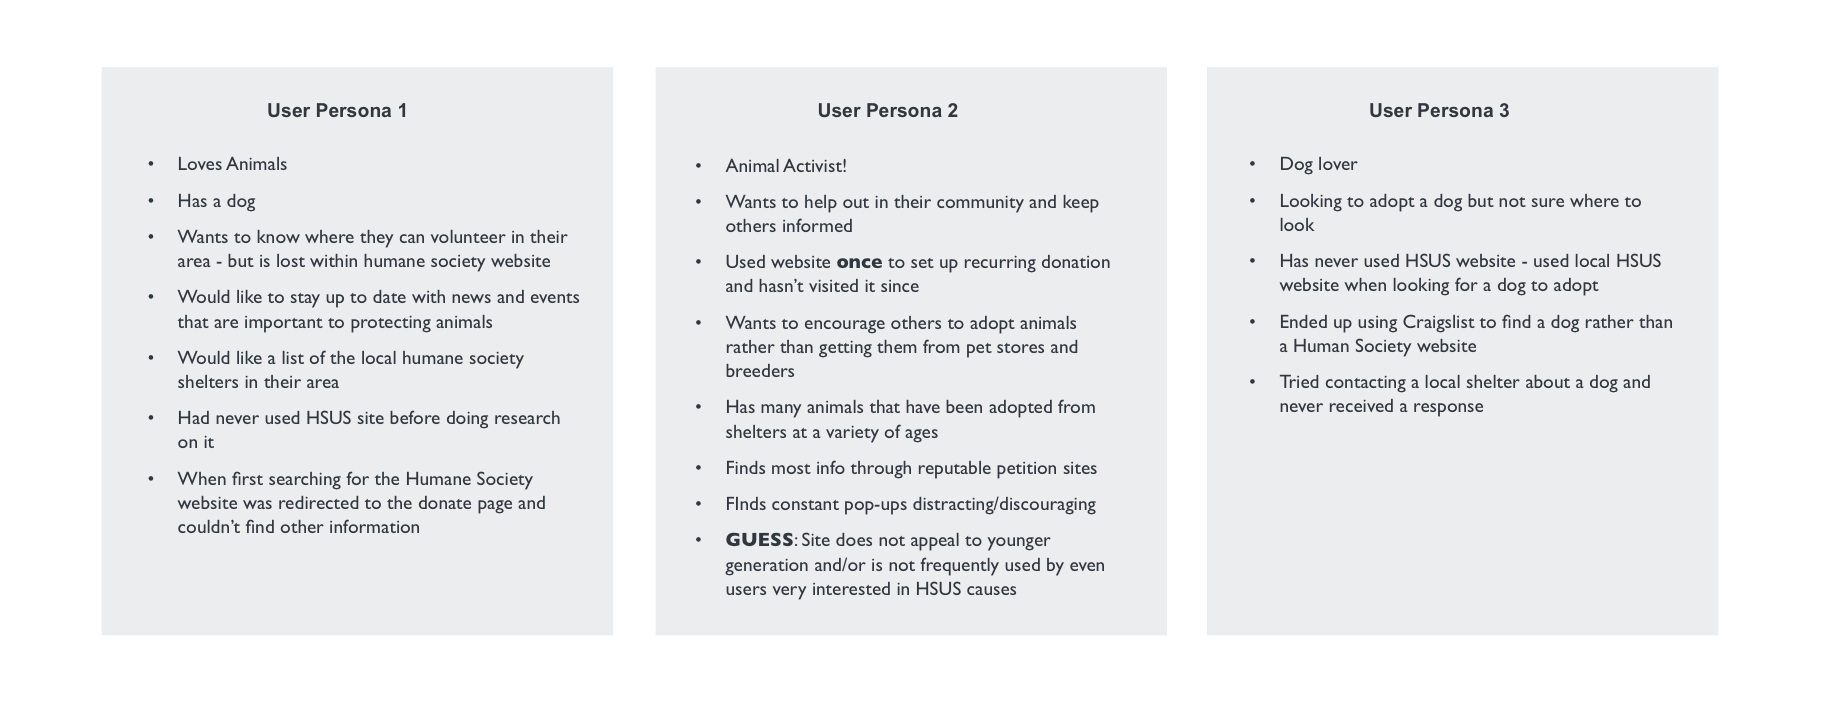 User Persona 1
• Loves Animals
• Has a dog
• Wants to know where they can volunteer in their
area - but is lost within humane society website
• Would like to stay up to date with news and events
that are important to protecting animals
• Would like a list of the local humane society
shelters in their area
• Had never used HSUS site before doing research
on it
• When first searching for the Humane Society
website was redirected to the donate page and
couldn't find other information
User Persona 2
• Animal Activist!
• Wants to help out in their community and keep
others informed
• Used website once to set up recurring donation
and hasn't visited it since
• Wants to encourage others to adopt animals
rather than getting them from pet stores and
breeders
• Has many animals that have been adopted from
shelters at a variety of ages
• Finds most info through reputable petition sites
• FInds constant pop-ups distracting/discouraging
• GUESS: Site does not appeal to younger
generation and/or is not frequently used by even
users very interested in HSUS causes
User Persona 3
• Dog lover
• Looking to adopt a dog but not sure where to
look
• Has never used HSUS website - used local HSUS
website when looking for a dog to adopt
• Ended up using Craigslist to find a dog rather than
a Human Society website
• Tried contacting a local shelter about a dog and
never received a response